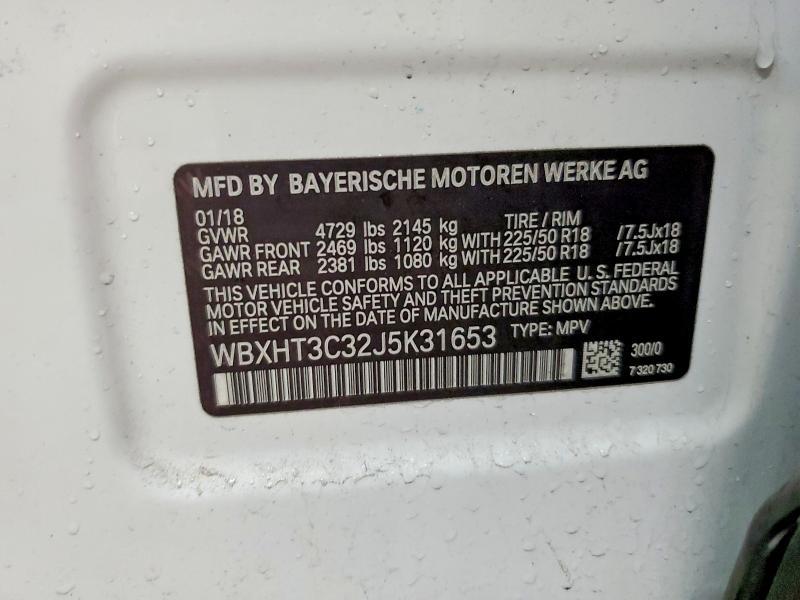 MFD BY BAYERISCHE MOTOREN WERKE AG
01/18 TIRE / RIM
GVWR 4729 lbs 2145 kg
GAWR FRONT 2469 lbs 1120 kg WITH 225/50 R18 /7.5Jx18
GAWR REAR 2381 lbs 1080 kg WITH 225/50 R18 /7.5Jx18
THIS VEHICLE CONFORMS TO ALL APPLICABLE U.S. FEDERAL
MOTOR VEHICLE SAFETY AND THEFT PREVENTION STANDARDS
IN EFFECT ON THE DATE OF MANUFACTURE SHOWN ABOVE.
WBXHT3C32J5K31653 TYPE: MPV
300/0
7 320 730